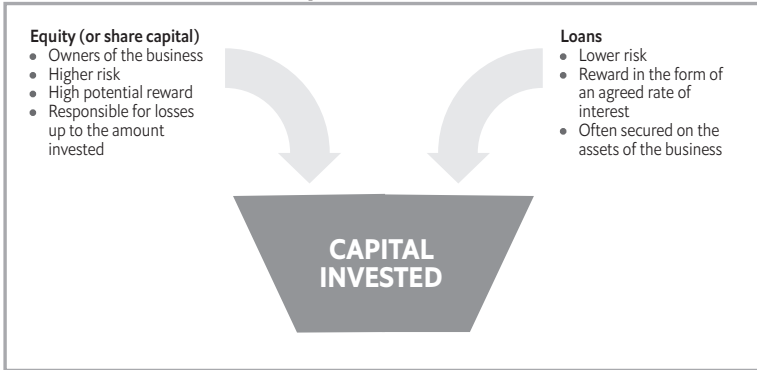 Equity (or share capital)
• Owners of the business
• Higher risk
• High potential reward
• Responsible for losses
up to the amount
invested
Loans
• Lower risk
• Reward in the form of
an agreed rate of
interest
• Often secured on the
assets of the business
CAPITAL
INVESTED